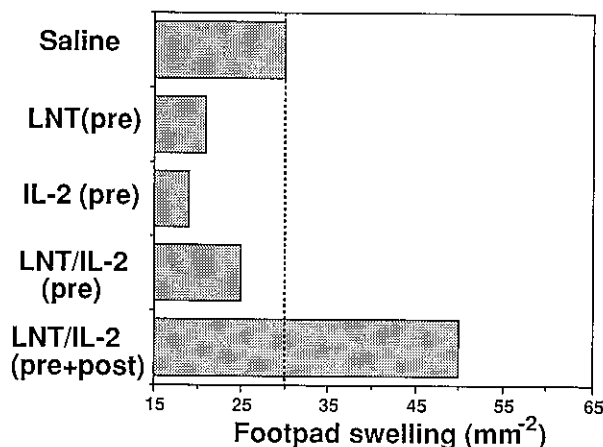 Saline
LNT(pre)
IL-2 (pre)
LNT/IL-2
(pre)
LNT/IL-2
(pre+post)
15 25 35 45 55 65
Footpad swelling (mm⁻²)